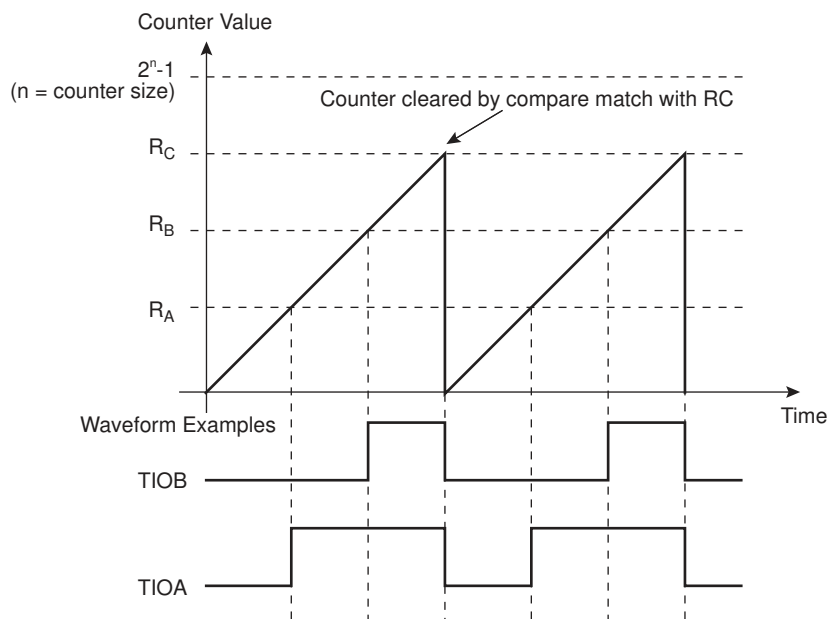 Counter Value
2ⁿ-1
(n = counter size)
Counter cleared by compare match with RC
R_C
R_B
R_A
Time
Waveform Examples
TIOB
TIOA